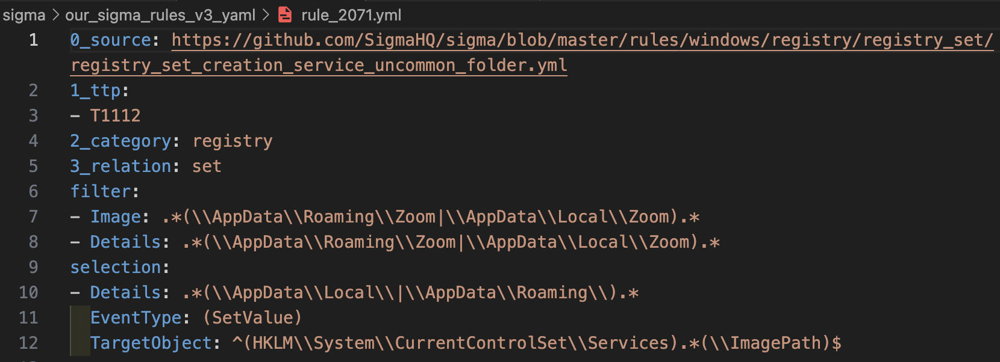 sigma > our_sigma_rules_v3_yaml > rule_2071.yml
1 0_source: https://github.com/SigmaHQ/sigma/blob/master/rules/windows/registry/registry_set/
registry_set_creation_service_uncommon_folder.yml
2 1_ttp:
3 - T1112
4 2_category: registry
5 3_relation: set
6 filter:
7 - Image: .*(\\AppData\\Roaming\\Zoom|\\AppData\\Local\\Zoom).*
8 - Details: .*(\\AppData\\Roaming\\Zoom|\\AppData\\Local\\Zoom).*
9 selection:
10 - Details: .*(\\AppData\\Local\\|\\AppData\\Roaming\\).*
11 EventType: (SetValue)
12 TargetObject: ^(HKLM\\System\\CurrentControlSet\\Services).*(\\ImagePath)$